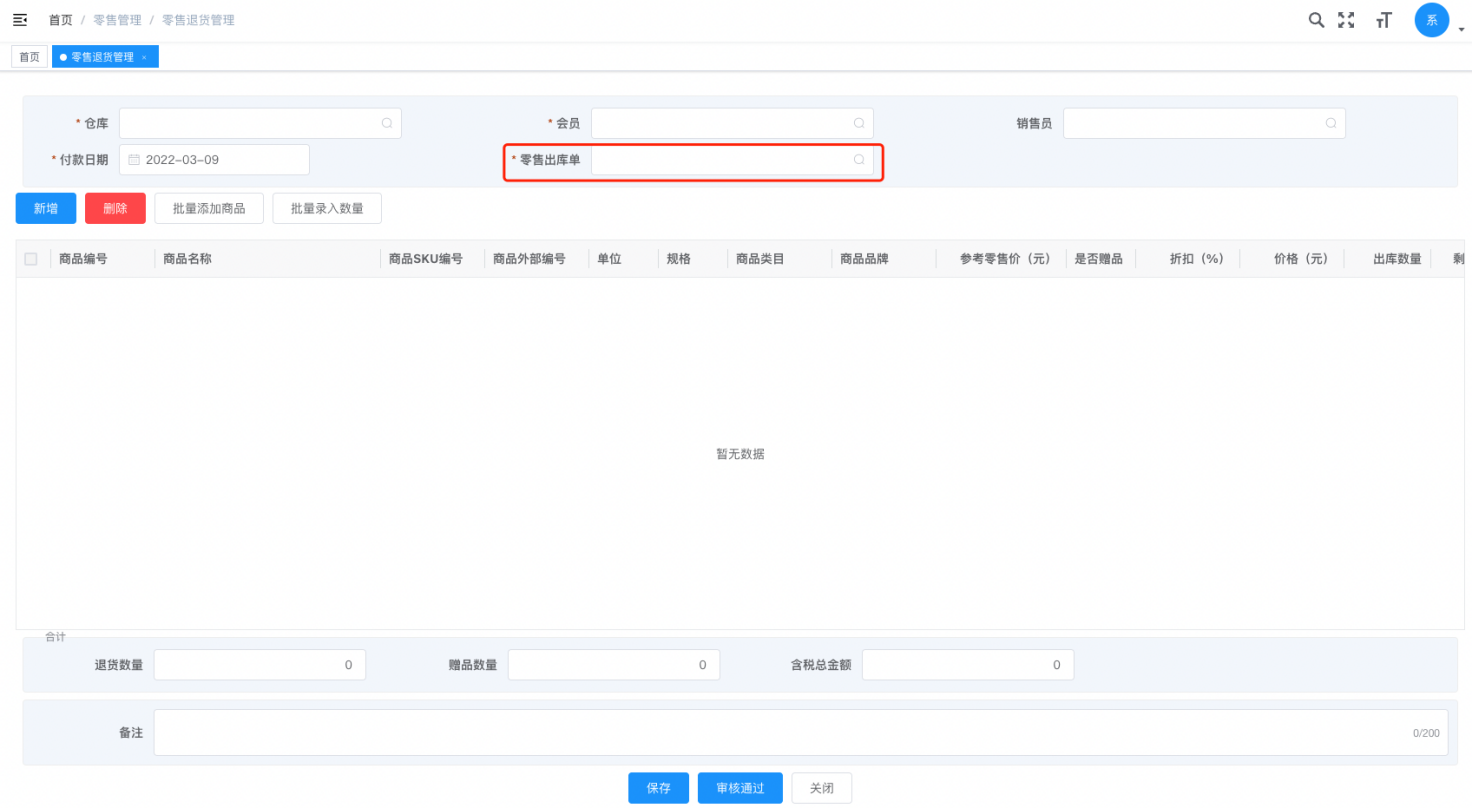 首页 / 零售管理 / 零售退货管理
系
首页
零售退货管理 ×
* 仓库
* 会员
销售员
* 付款日期 2022-03-09
* 零售出库单
新增 删除 批量添加商品 批量录入数量
商品编号 商品名称 商品SKU编号 商品外部编号 单位 规格 商品类目 商品品牌 参考零售价（元） 是否赠品 折扣（%） 价格（元） 出库数量 剩
暂无数据
合计
退货数量 0 赠品数量 0 含税总金额 0
备注 0/200
保存 审核通过 关闭